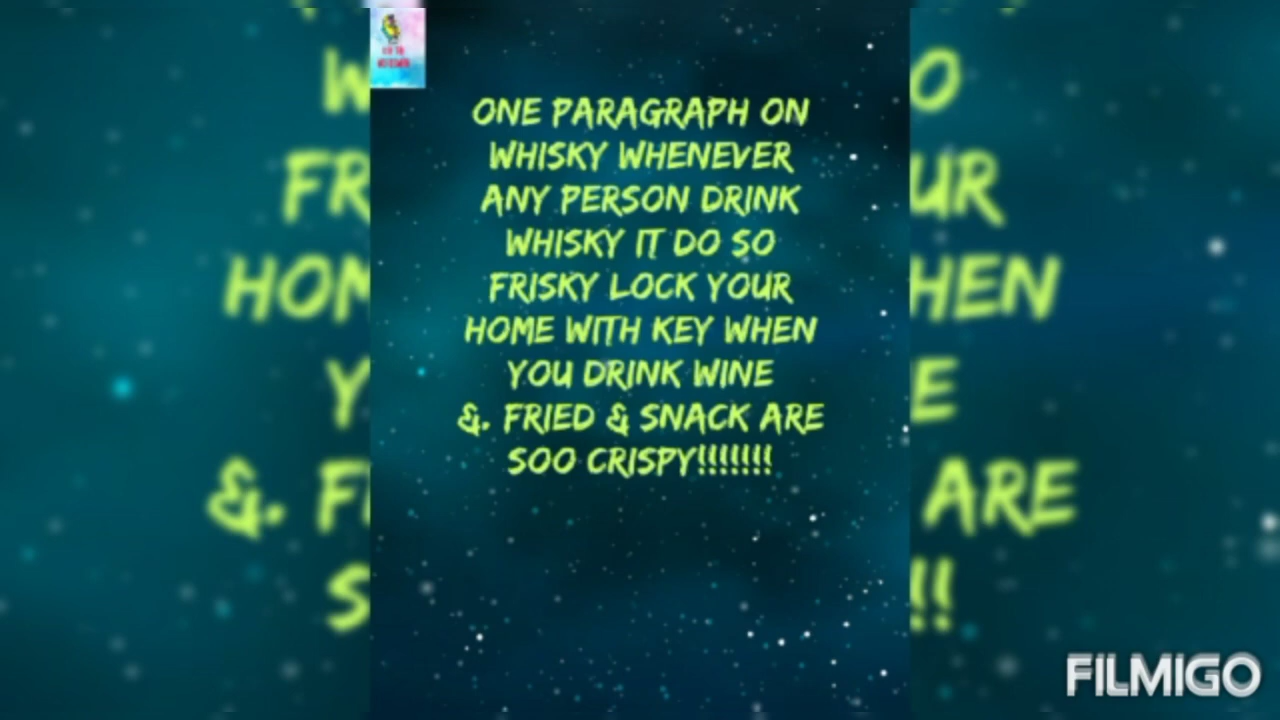 ONE PARAGRAPH ON
WHISKY WHENEVER
ANY PERSON DRINK
WHISKY IT DO SO
FRISKY LOCK YOUR
HOME WITH KEY WHEN
YOU DRINK WINE
&. FRIED & SNACK ARE
SOO CRISPY!!!!!!!
FILMIGO